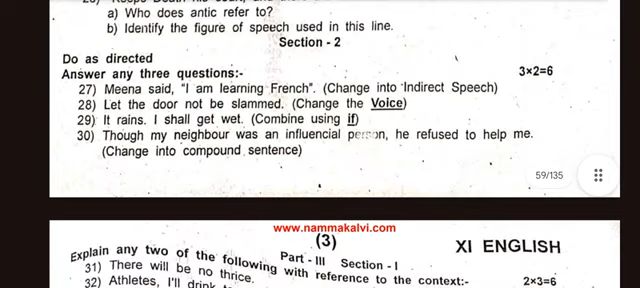 a) Who does antic refer to?
b) Identify the figure of speech used in this line.
Section - 2
Do as directed
Answer any three questions:- 3×2=6
27) Meena said, "I am learning French". (Change into Indirect Speech)
28) Let the door not be slammed. (Change the Voice)
29) It rains. I shall get wet. (Combine using if)
30) Though my neighbour was an influencial person, he refused to help me.
(Change into compound sentence)
59/135
www.nammakalvi.com
(3) XI ENGLISH
Part - III Section - I
Explain any two of the following with reference to the context:- 2×3=6
31) There will be no thrice.
32) Athletes, I'll drink